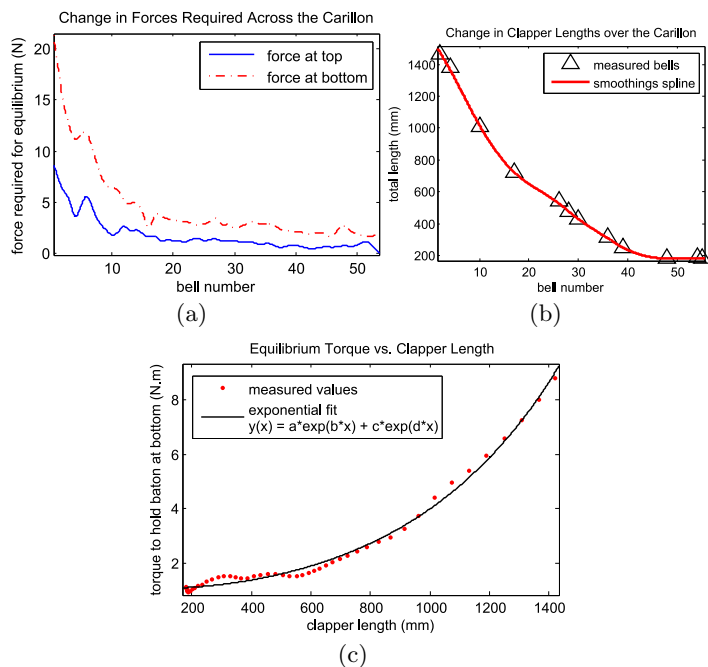 Change in Forces Required Across the Carillon
force required for equilibrium (N)
20
15
10
5
0
force at top
force at bottom
10
20
30
40
50
bell number
(a)
Change in Clapper Lengths over the Carillon
total length (mm)
1400
1200
1000
800
600
400
200
measured bells
smoothings spline
10
20
30
40
50
bell number
(b)
Equilibrium Torque vs. Clapper Length
torque to hold baton at bottom (N.m)
8
6
4
2
measured values
exponential fit
y(x) = a*exp(b*x) + c*exp(d*x)
200
400
600
800
1000
1200
1400
clapper length (mm)
(c)